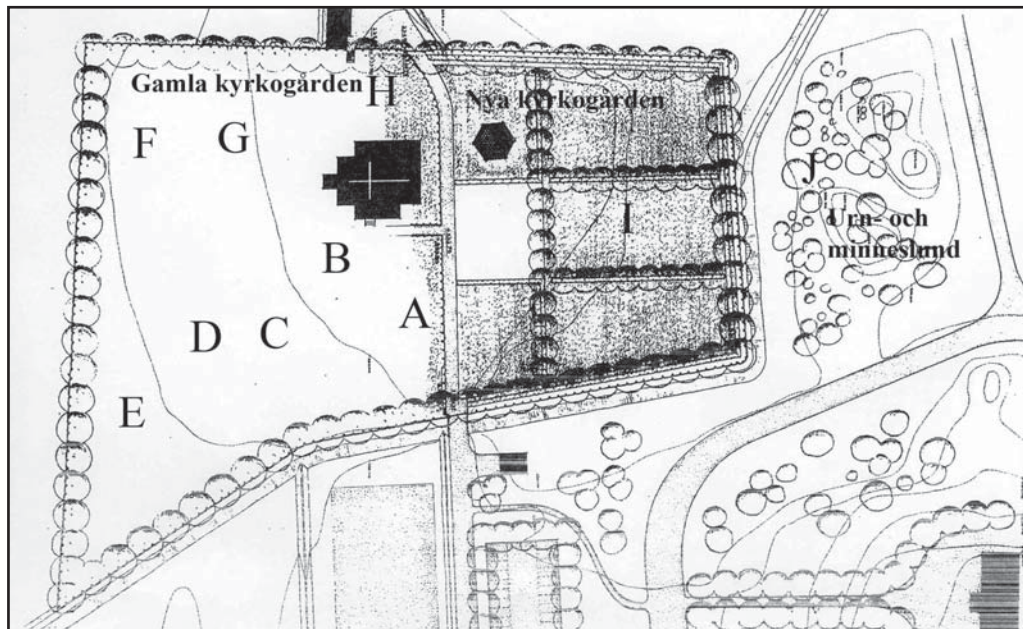 Gamla kyrkogården
H
Nya kyrkogården
F
G
J
I
Urn- och
minneslund
B
A
D
C
E